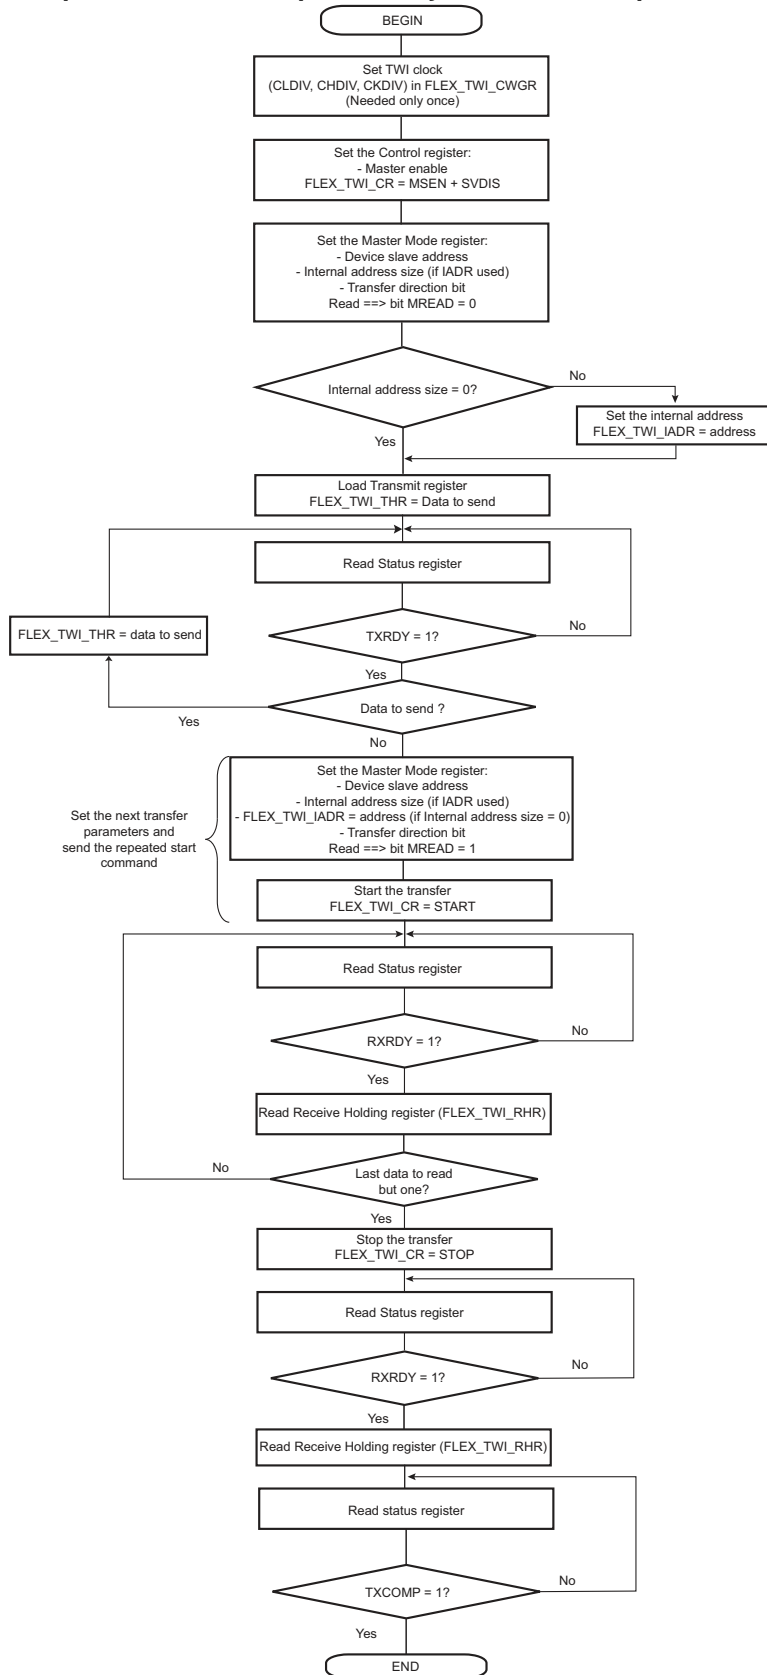 BEGIN
Set TWI clock
(CLDIV, CHDIV, CKDIV) in FLEX_TWI_CWGR
(Needed only once)
Set the Control register:
- Master enable
FLEX_TWI_CR = MSEN + SVDIS
Set the Master Mode register:
- Device slave address
- Internal address size (if IADR used)
- Transfer direction bit
Read ==> bit MREAD = 0
Internal address size = 0?
No
Set the internal address
FLEX_TWI_IADR = address
Yes
Load Transmit register
FLEX_TWI_THR = Data to send
Read Status register
FLEX_TWI_THR = data to send
TXRDY = 1?
No
Yes
Data to send ?
Yes
No
Set the next transfer
parameters and
send the repeated start
command
Set the Master Mode register:
- Device slave address
- Internal address size (if IADR used)
- FLEX_TWI_IADR = address (if Internal address size = 0)
- Transfer direction bit
Read ==> bit MREAD = 1
Start the transfer
FLEX_TWI_CR = START
Read Status register
RXRDY = 1?
No
Yes
Read Receive Holding register (FLEX_TWI_RHR)
No
Last data to read
but one?
Yes
Stop the transfer
FLEX_TWI_CR = STOP
Read Status register
RXRDY = 1?
No
Yes
Read Receive Holding register (FLEX_TWI_RHR)
Read status register
TXCOMP = 1?
No
Yes
END